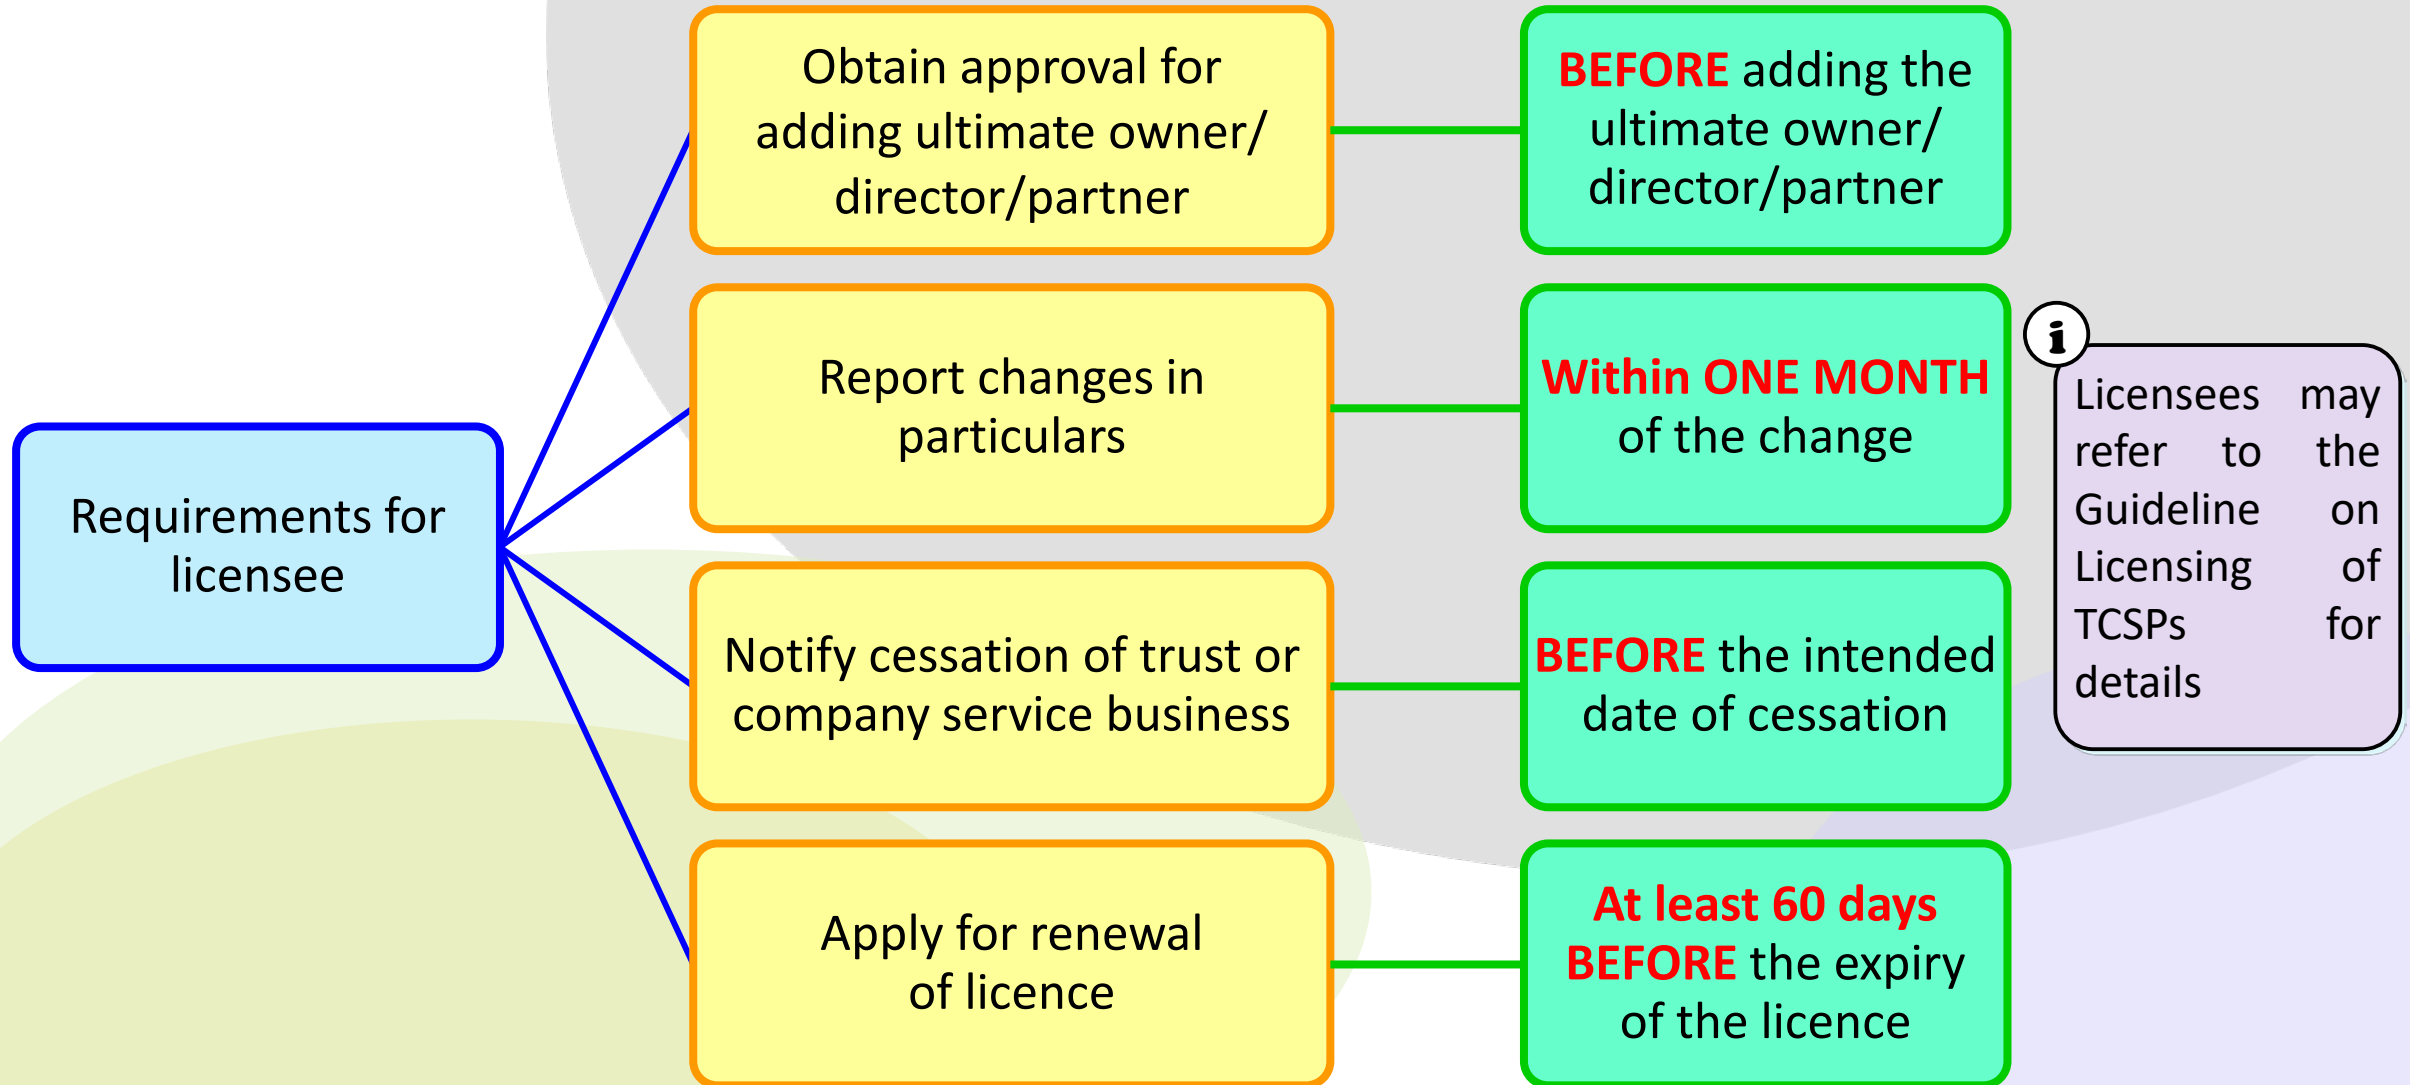 Requirements for
licensee
Obtain approval for
adding ultimate owner/
director/partner
BEFORE adding the
ultimate owner/
director/partner
Report changes in
particulars
Within ONE MONTH
of the change
Notify cessation of trust or
company service business
BEFORE the intended
date of cessation
Apply for renewal
of licence
At least 60 days
BEFORE the expiry
of the licence
i
Licensees may
refer to the
Guideline on
Licensing of
TCSPs for
details